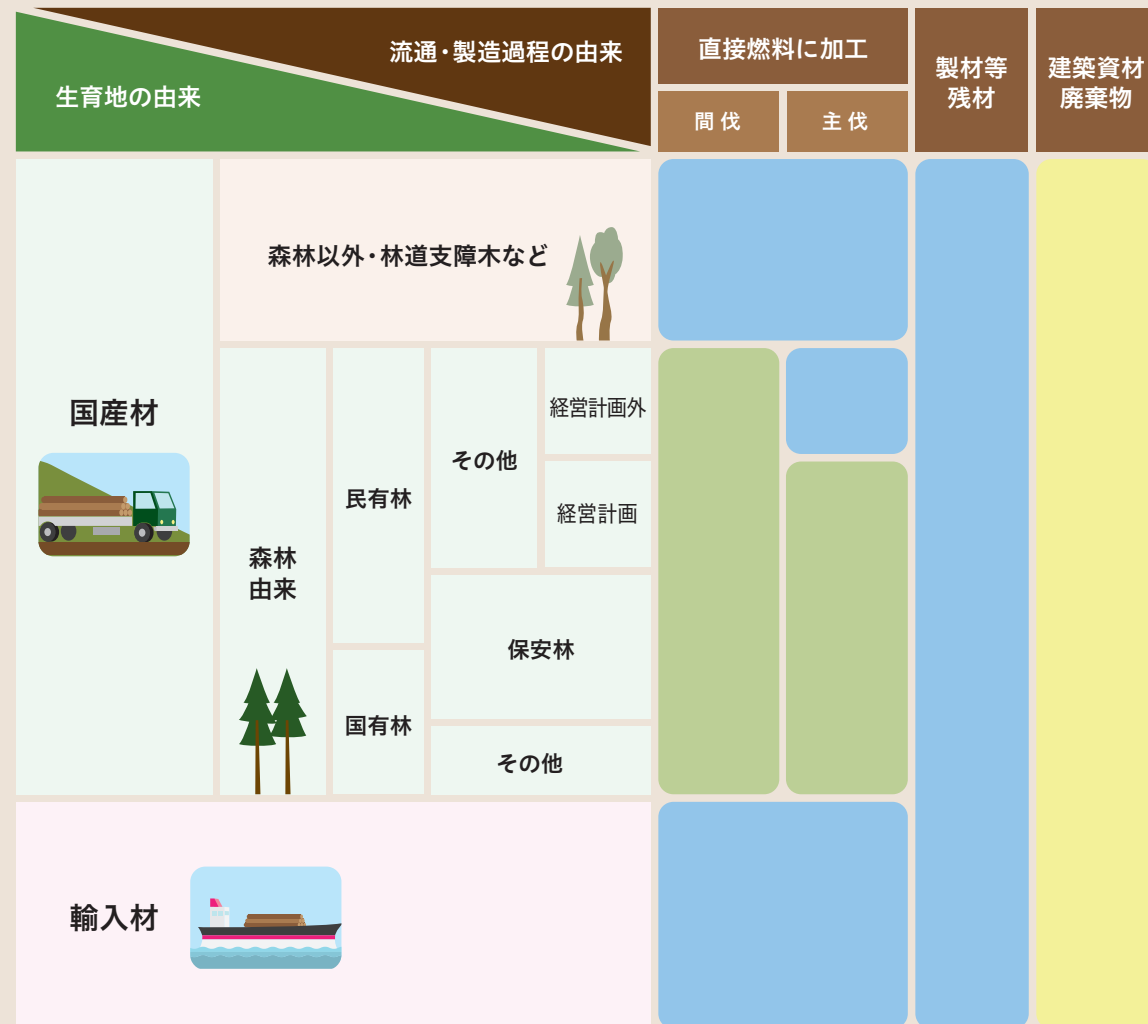 流通・製造過程の由来
生育地の由来
直接燃料に加工
間伐
主伐
製材等
残材
建築資材
廃棄物
森林以外・林道支障木など
国産材
森林
由来
民有林
その他
経営計画外
経営計画
保安林
国有林
その他
輸入材